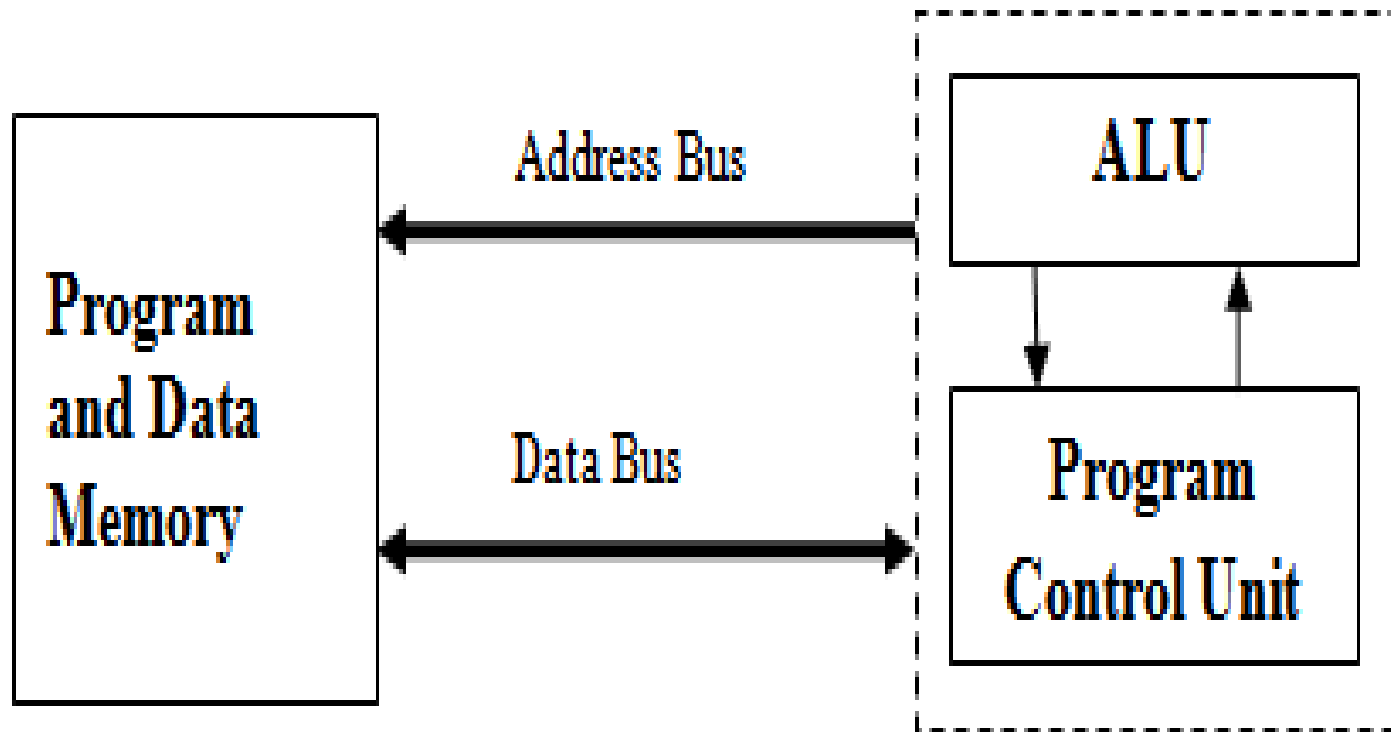 Program
and Data
Memory
Address Bus
Data Bus
ALU
Program
Control Unit